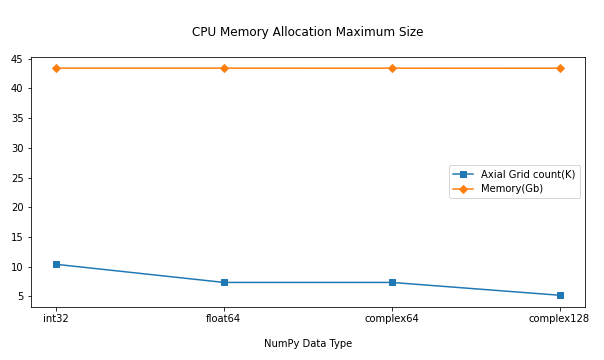 CPU Memory Allocation Maximum Size
45
40
35
30
25
20
15
10
5
Axial Grid count(K)
Memory(Gb)
int32 float64 complex64 complex128
NumPy Data Type